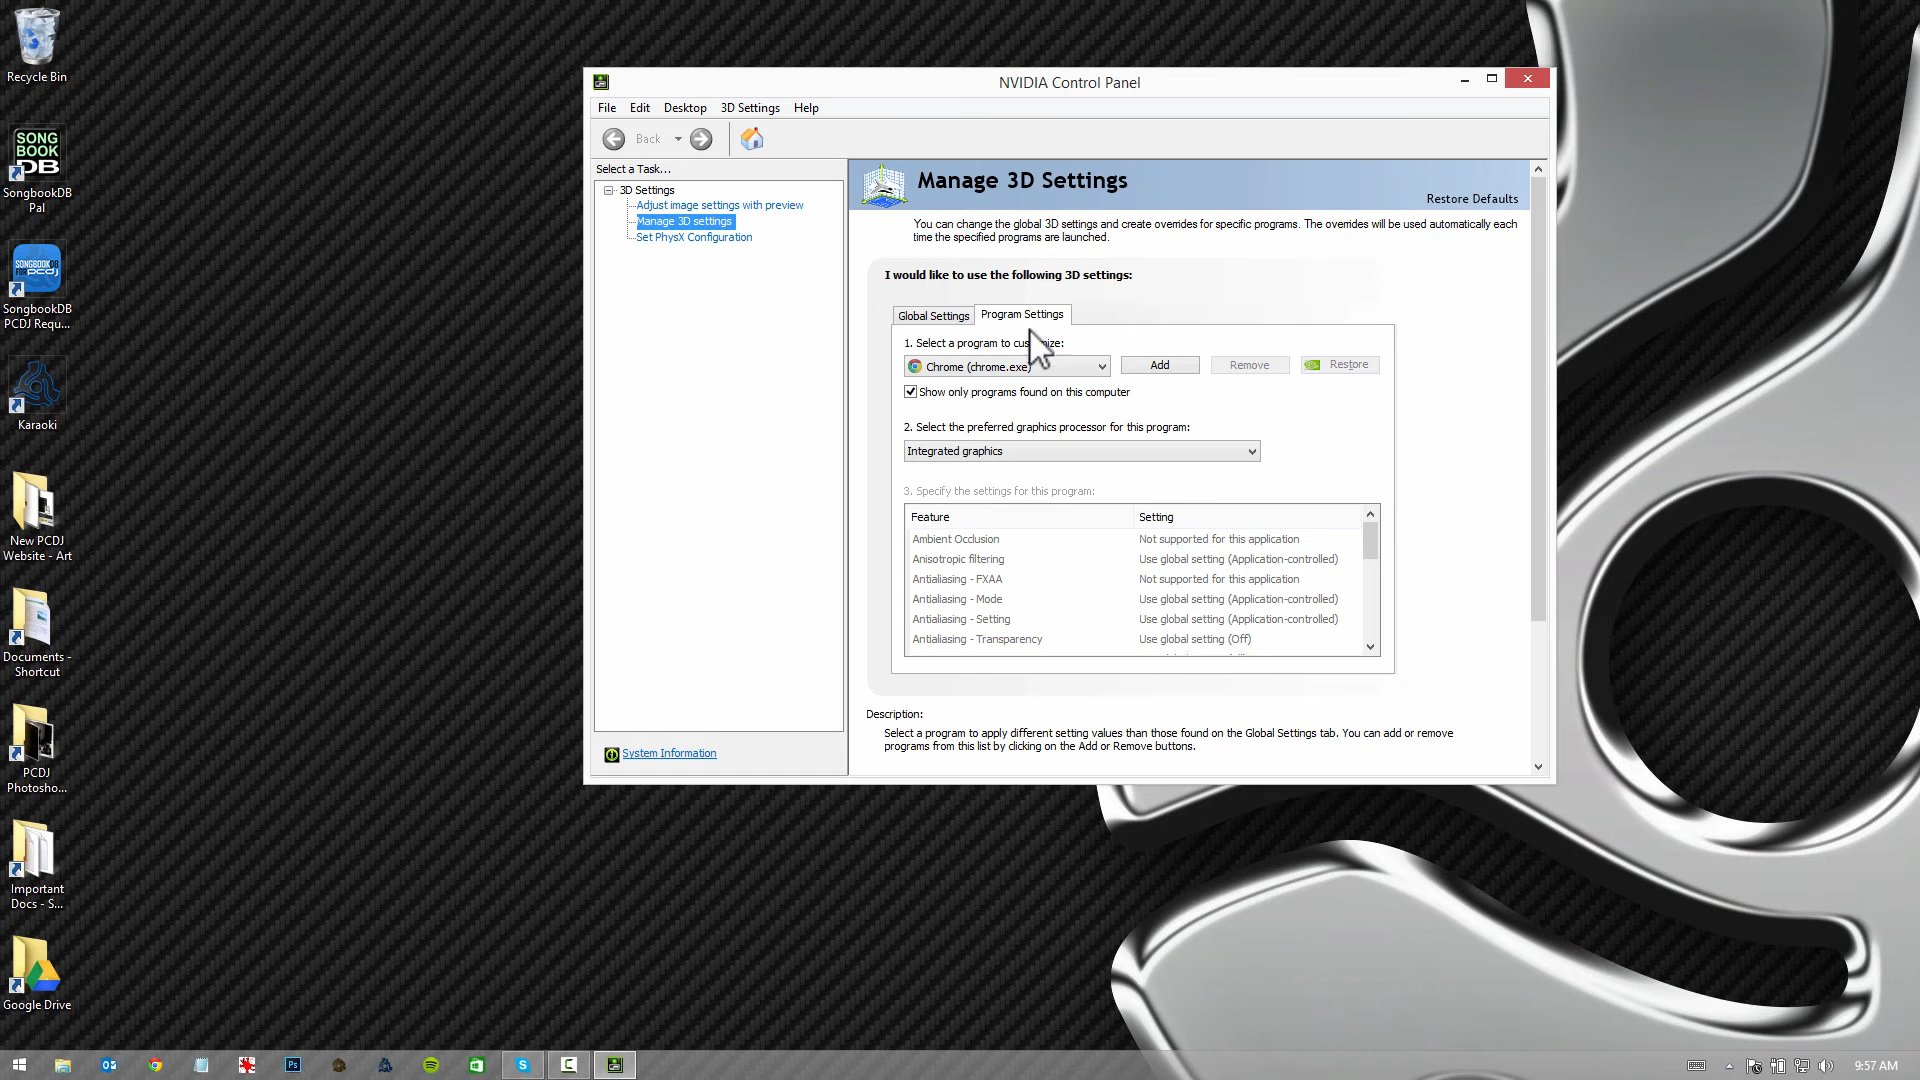 Recycle Bin
SONG
BOOK
DB
SongbookDB
Pal
SONGBOOKDB
FOR pcdj
SongbookDB
PCDJ Requ...
Karaoki
New PCDJ
Website - Art
Documents -
Shortcut
PCDJ
Photosho...
Important
Docs - S...
Google Drive
NVIDIA Control Panel
File Edit Desktop 3D Settings Help
Back
Select a Task...
3D Settings
Adjust image settings with preview
Manage 3D settings
Set PhysX Configuration
System Information
Manage 3D Settings
Restore Defaults
You can change the global 3D settings and create overrides for specific programs. The overrides will be used automatically each
time the specified programs are launched.
I would like to use the following 3D settings:
Global Settings Program Settings
1. Select a program to customize:
Chrome (chrome.exe) Add Remove Restore
Show only programs found on this computer
2. Select the preferred graphics processor for this program:
Integrated graphics
3. Specify the settings for this program:
Feature Setting
Ambient Occlusion Not supported for this application
Anisotropic filtering Use global setting (Application-controlled)
Antialiasing - FXAA Not supported for this application
Antialiasing - Mode Use global setting (Application-controlled)
Antialiasing - Setting Use global setting (Application-controlled)
Antialiasing - Transparency Use global setting (Off)
Description:
Select a program to apply different setting values than those found on the Global Settings tab. You can add or remove
programs from this list by clicking on the Add or Remove buttons.
Ps
9:57 AM